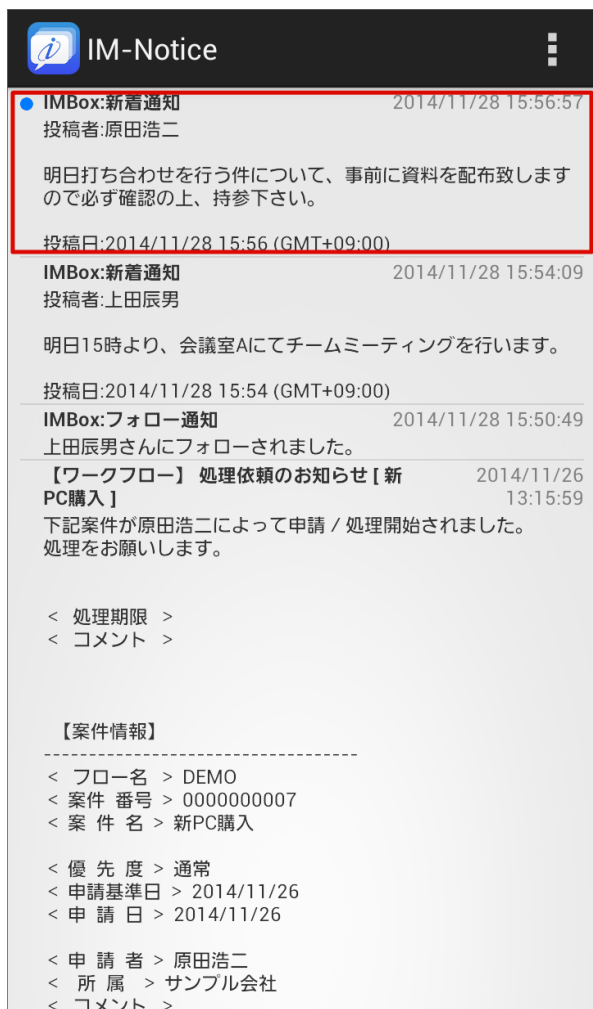 IM-Notice
IMBox:新着通知 2014/11/28 15:56:57
投稿者:原田浩二
明日打ち合わせを行う件について、事前に資料を配布致します
ので必ず確認の上、持参下さい。
投稿日:2014/11/28 15:56 (GMT+09:00)
IMBox:新着通知 2014/11/28 15:54:09
投稿者:上田辰男
明日15時より、会議室Aにてチームミーティングを行います。
投稿日:2014/11/28 15:54 (GMT+09:00)
IMBox:フォロー通知 2014/11/28 15:50:49
上田辰男さんにフォローされました。
【ワークフロー】 処理依頼のお知らせ [ 新 2014/11/26
PC購入 ] 13:15:59
下記案件が原田浩二によって申請 / 処理開始されました。
処理をお願いします。
< 処理期限 >
< コメント >
【案件情報】
-----------------------------------
< フロー名 > DEMO
< 案件 番号 > 0000000007
< 案 件 名 > 新PC購入
< 優 先 度 > 通常
< 申請基準日 > 2014/11/26
< 申 請 日 > 2014/11/26
< 申 請 者 > 原田浩二
< 所 属 > サンプル会社
< コメント >